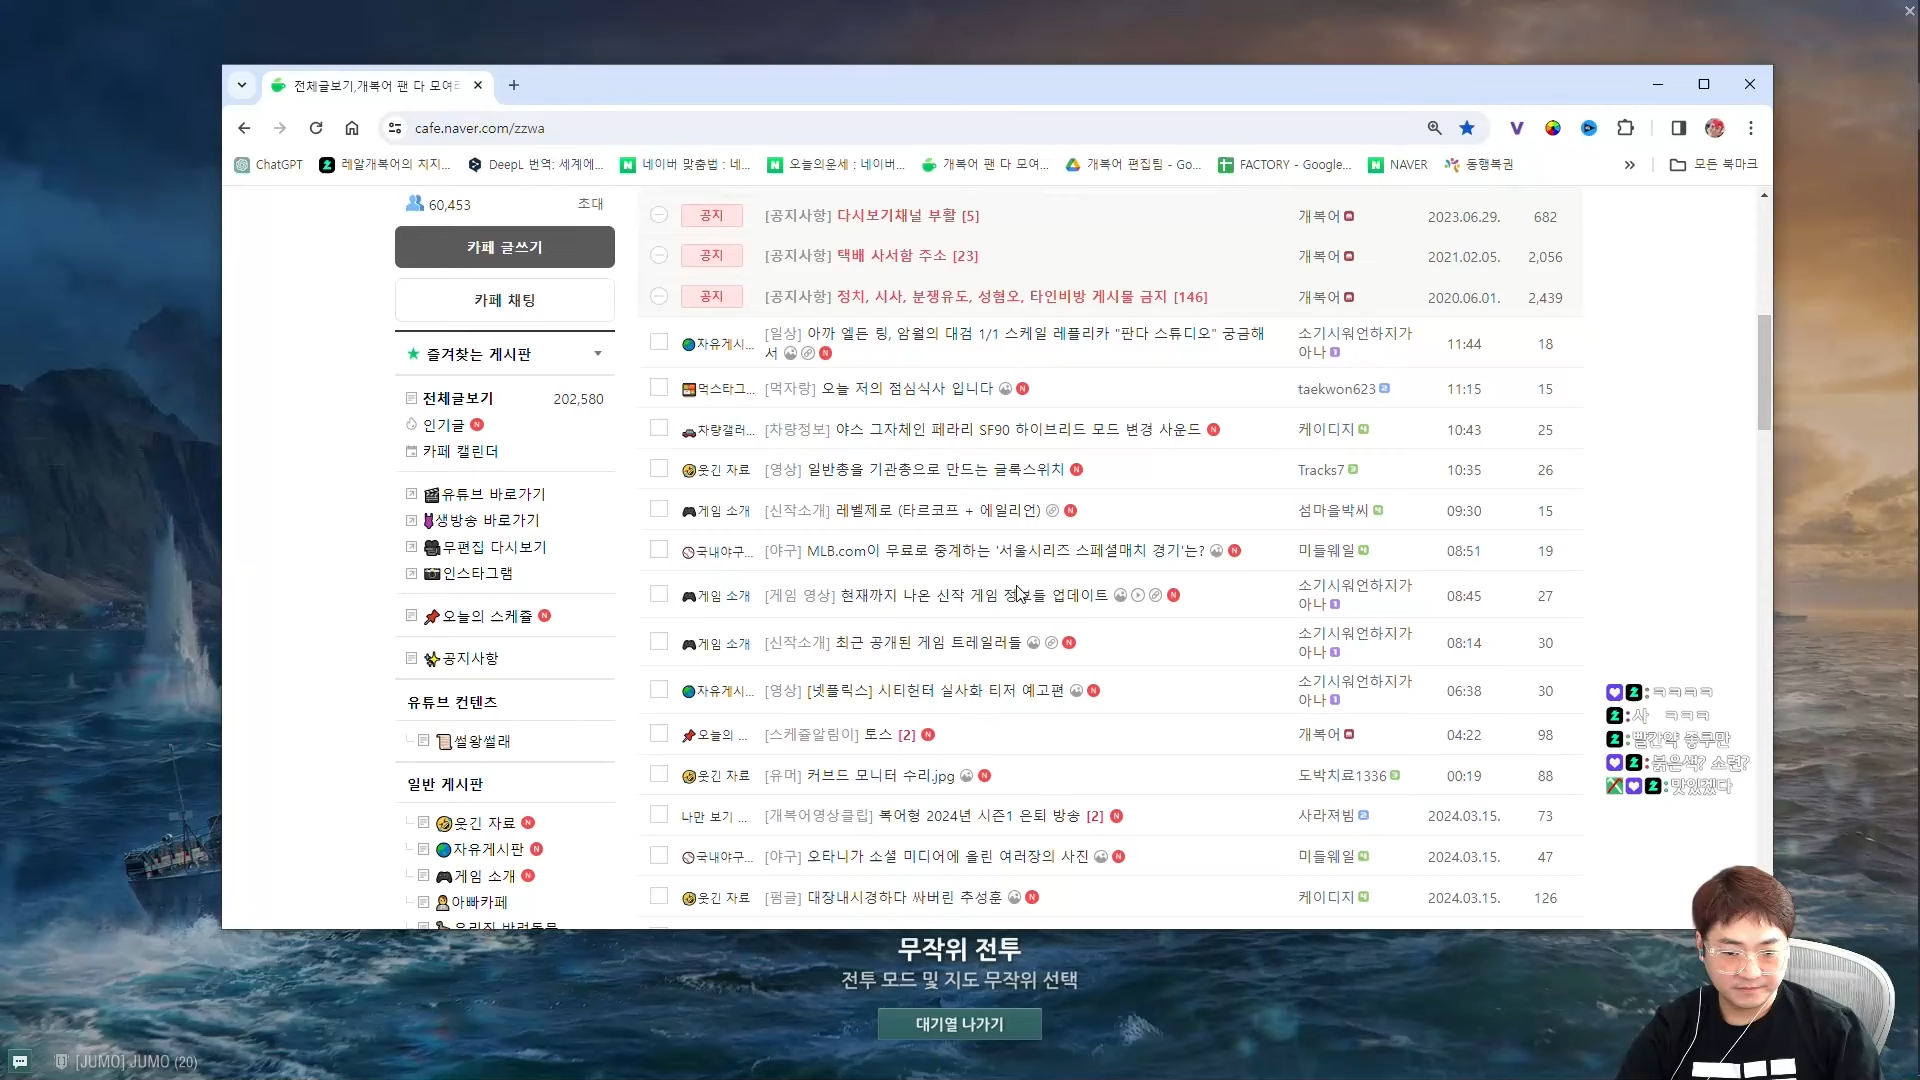 전체글보기,개복어 팬 다 모여라
cafe.naver.com/zzwa
ChatGPT
레알개복어의 치지...
DeepL 번역: 세계에...
네이버 맞춤법 : 네...
오늘의운세 : 네이버...
개복어 팬 다 모여...
개복어 편집팀 - Go...
FACTORY - Google...
NAVER
동행복권
모든 북마크
60,453 초대
카페 글쓰기
카페 채팅
즐겨찾는 게시판
전체글보기 202,580
인기글
카페 캘린더
유튜브 바로가기
생방송 바로가기
무편집 다시보기
인스타그램
오늘의 스케쥴
공지사항
유튜브 컨텐츠
썰왕썰래
일반 게시판
웃긴 자료
자유게시판
게임 소개
아빠카페
공지 [공지사항] 다시보기채널 부활 [5] 개복어 2023.06.29. 682
공지 [공지사항] 택배 사서함 주소 [23] 개복어 2021.02.05. 2,056
공지 [공지사항] 정치, 시사, 분쟁유도, 성혐오, 타인비방 게시물 금지 [146] 개복어 2020.06.01. 2,439
자유게시... [일상] 아까 엘든 링, 암월의 대검 1/1 스케일 레플리카 "판다 스튜디오" 궁금해
서
소기시워언하지가
아나 11:44 18
먹스타그... [먹자랑] 오늘 저의 점심식사 입니다 taekwon623 11:15 15
차량갤러... [차량정보] 야스 그자체인 페라리 SF90 하이브리드 모드 변경 사운드 케이디지 10:43 25
웃긴 자료 [영상] 일반총을 기관총으로 만드는 글록스위치 Tracks7 10:35 26
게임 소개 [신작소개] 레벨제로 (타르코프 + 에일리언) 섬마을박씨 09:30 15
국내야구... [야구] MLB.com이 무료로 중계하는 '서울시리즈 스페셜매치 경기'는? 미들웨일 08:51 19
게임 소개 [게임 영상] 현재까지 나온 신작 게임 정보들 업데이트 소기시워언하지가
아나 08:45 27
게임 소개 [신작소개] 최근 공개된 게임 트레일러들 소기시워언하지가
아나 08:14 30
자유게시... [영상] [넷플릭스] 시티헌터 실사화 티저 예고편 소기시워언하지가
아나 06:38 30
오늘의 ... [스케쥴알림이] 토스 [2] 개복어 04:22 98
웃긴 자료 [유머] 커브드 모니터 수리.jpg 도박치료1336 00:19 88
나만 보기 ... [개복어영상클립] 복어형 2024년 시즌1 은퇴 방송 [2] 사라져빔 2024.03.15. 73
국내야구... [야구] 오타니가 소셜 미디어에 올린 여러장의 사진 미들웨일 2024.03.15. 47
웃긴 자료 [펌글] 대장내시경하다 싸버린 추성훈 케이디지 2024.03.15. 126
:ㅋㅋㅋㅋ
:사 ㅋㅋㅋ
:빨간약 좋쿠만
:붉은색? 소련?
:맛있겠다
무작위 전투
전투 모드 및 지도 무작위 선택
대기열 나가기
[JUMO] JUMO (20)